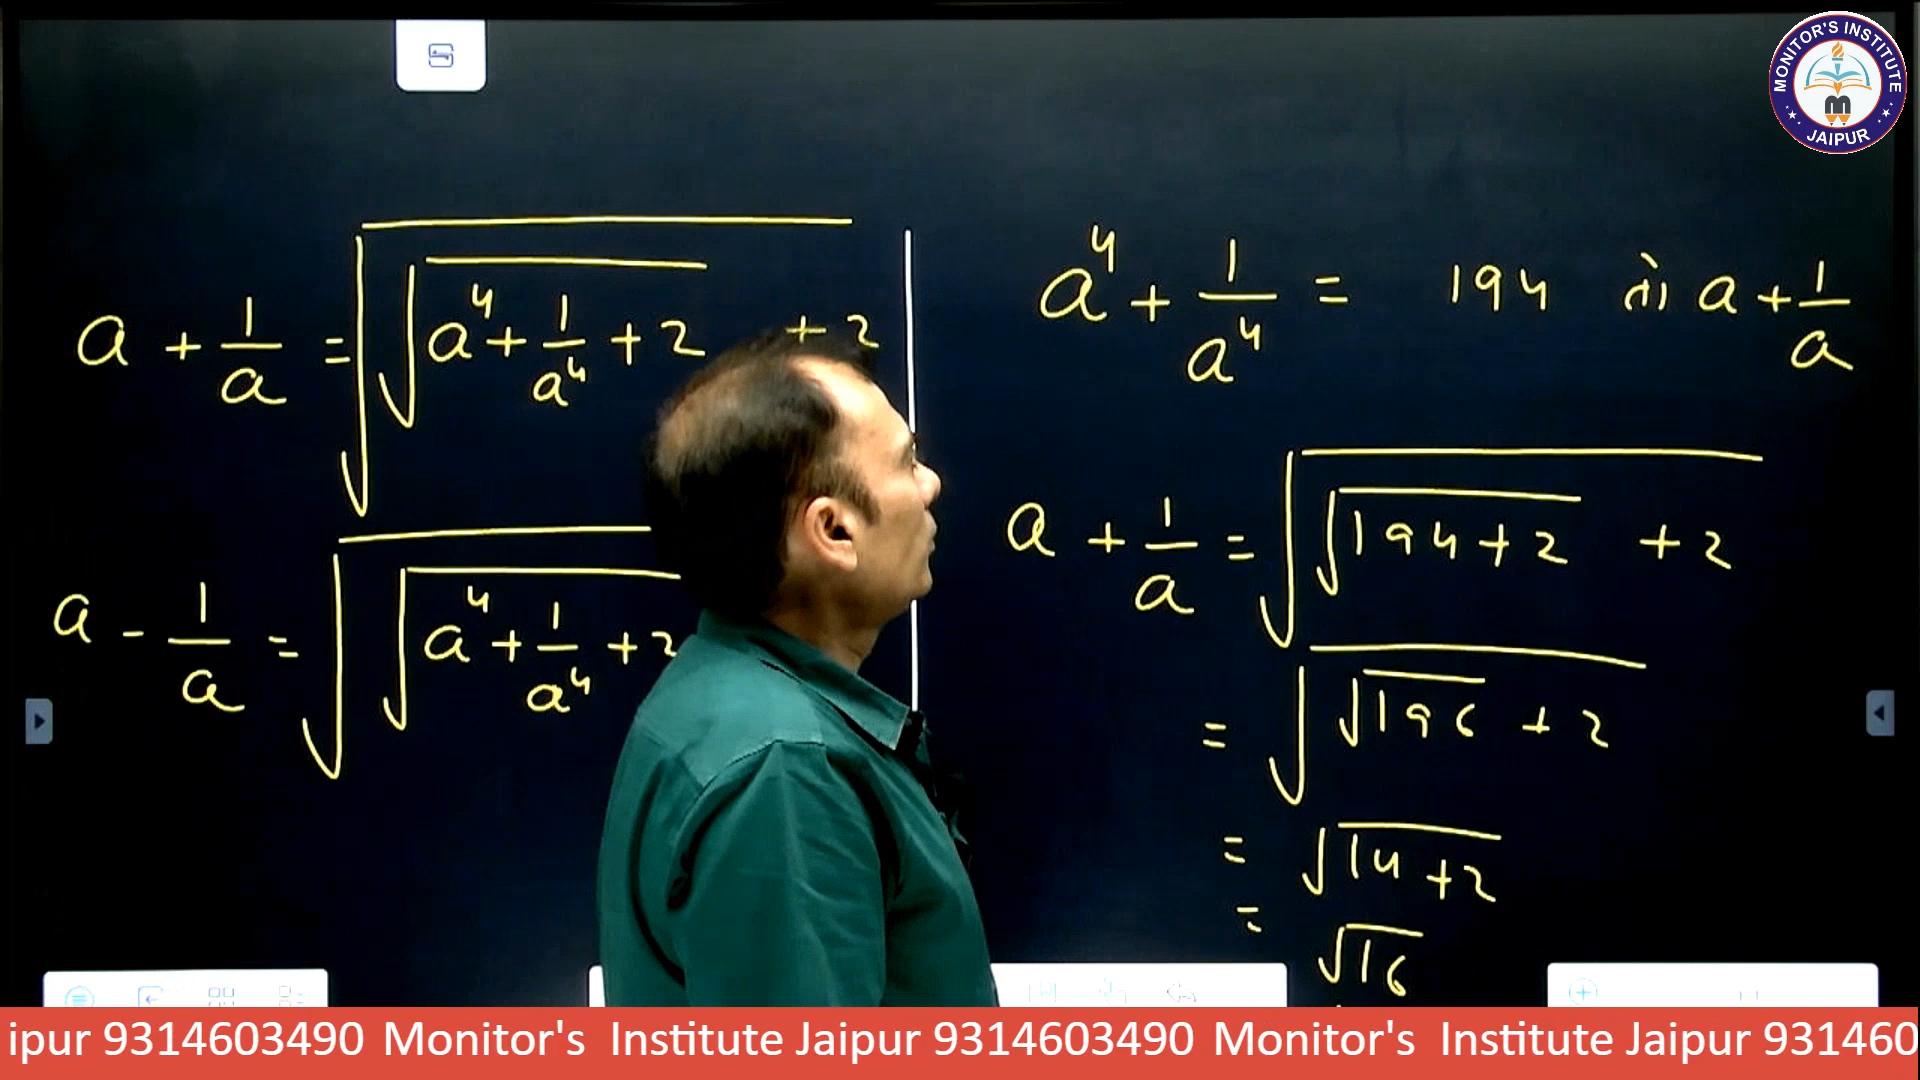 MONITOR'S INSTITUTE
JAIPUR
a + 1/a = √(√(a⁴ + 1/a⁴ + 2) + 2
a - 1/a = √(√(a⁴ + 1/a⁴ + 2
a⁴ + 1/a⁴ = 194 तो a + 1/a
a + 1/a = √(√(194+2) + 2)
= √(√196 + 2)
= √(14+2)
= √16
ipur 9314603490 Monitor's Institute Jaipur 9314603490 Monitor's Institute Jaipur 931460